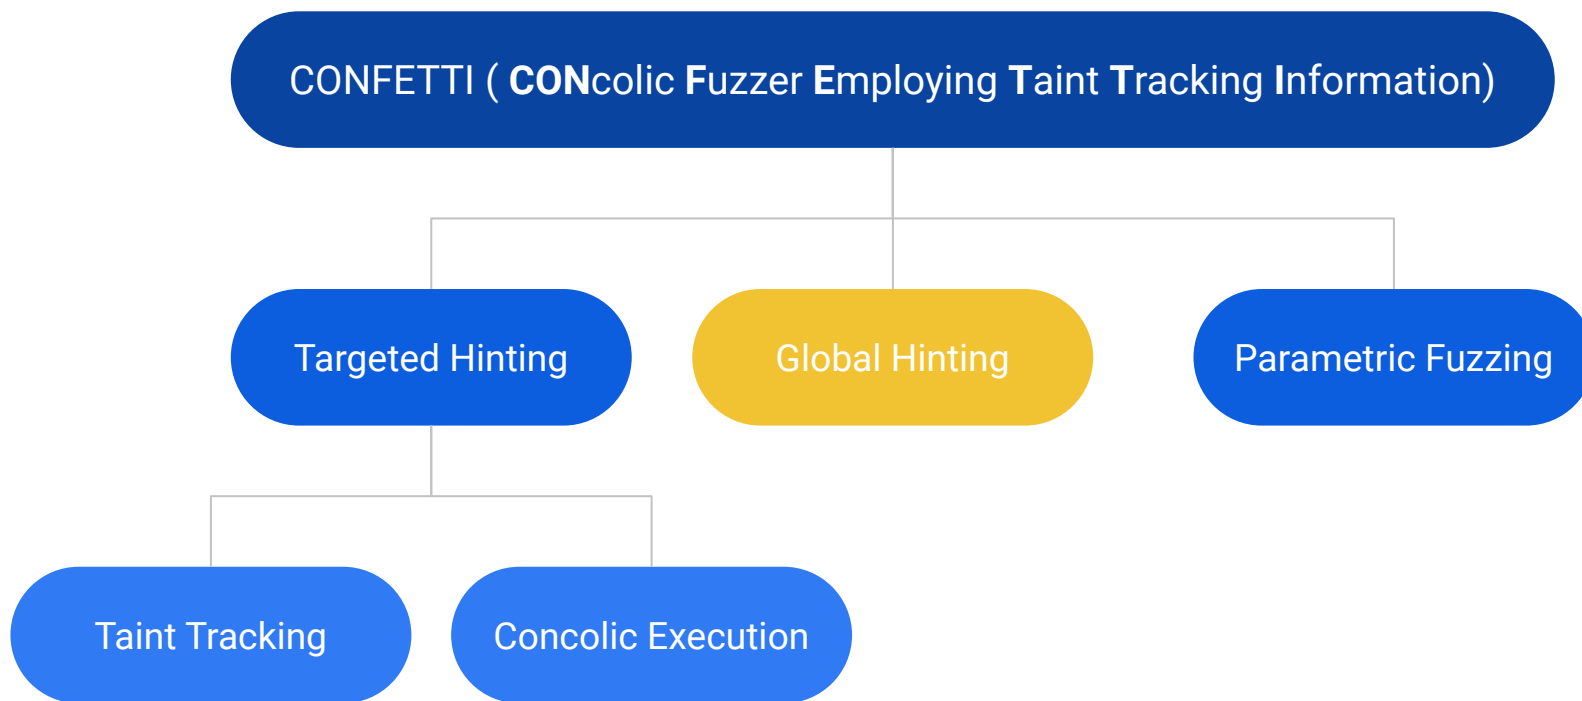 CONFETTI ( CONcolic Fuzzer Employing Taint Tracking Information)
Targeted Hinting
Global Hinting
Parametric Fuzzing
Taint Tracking
Concolic Execution